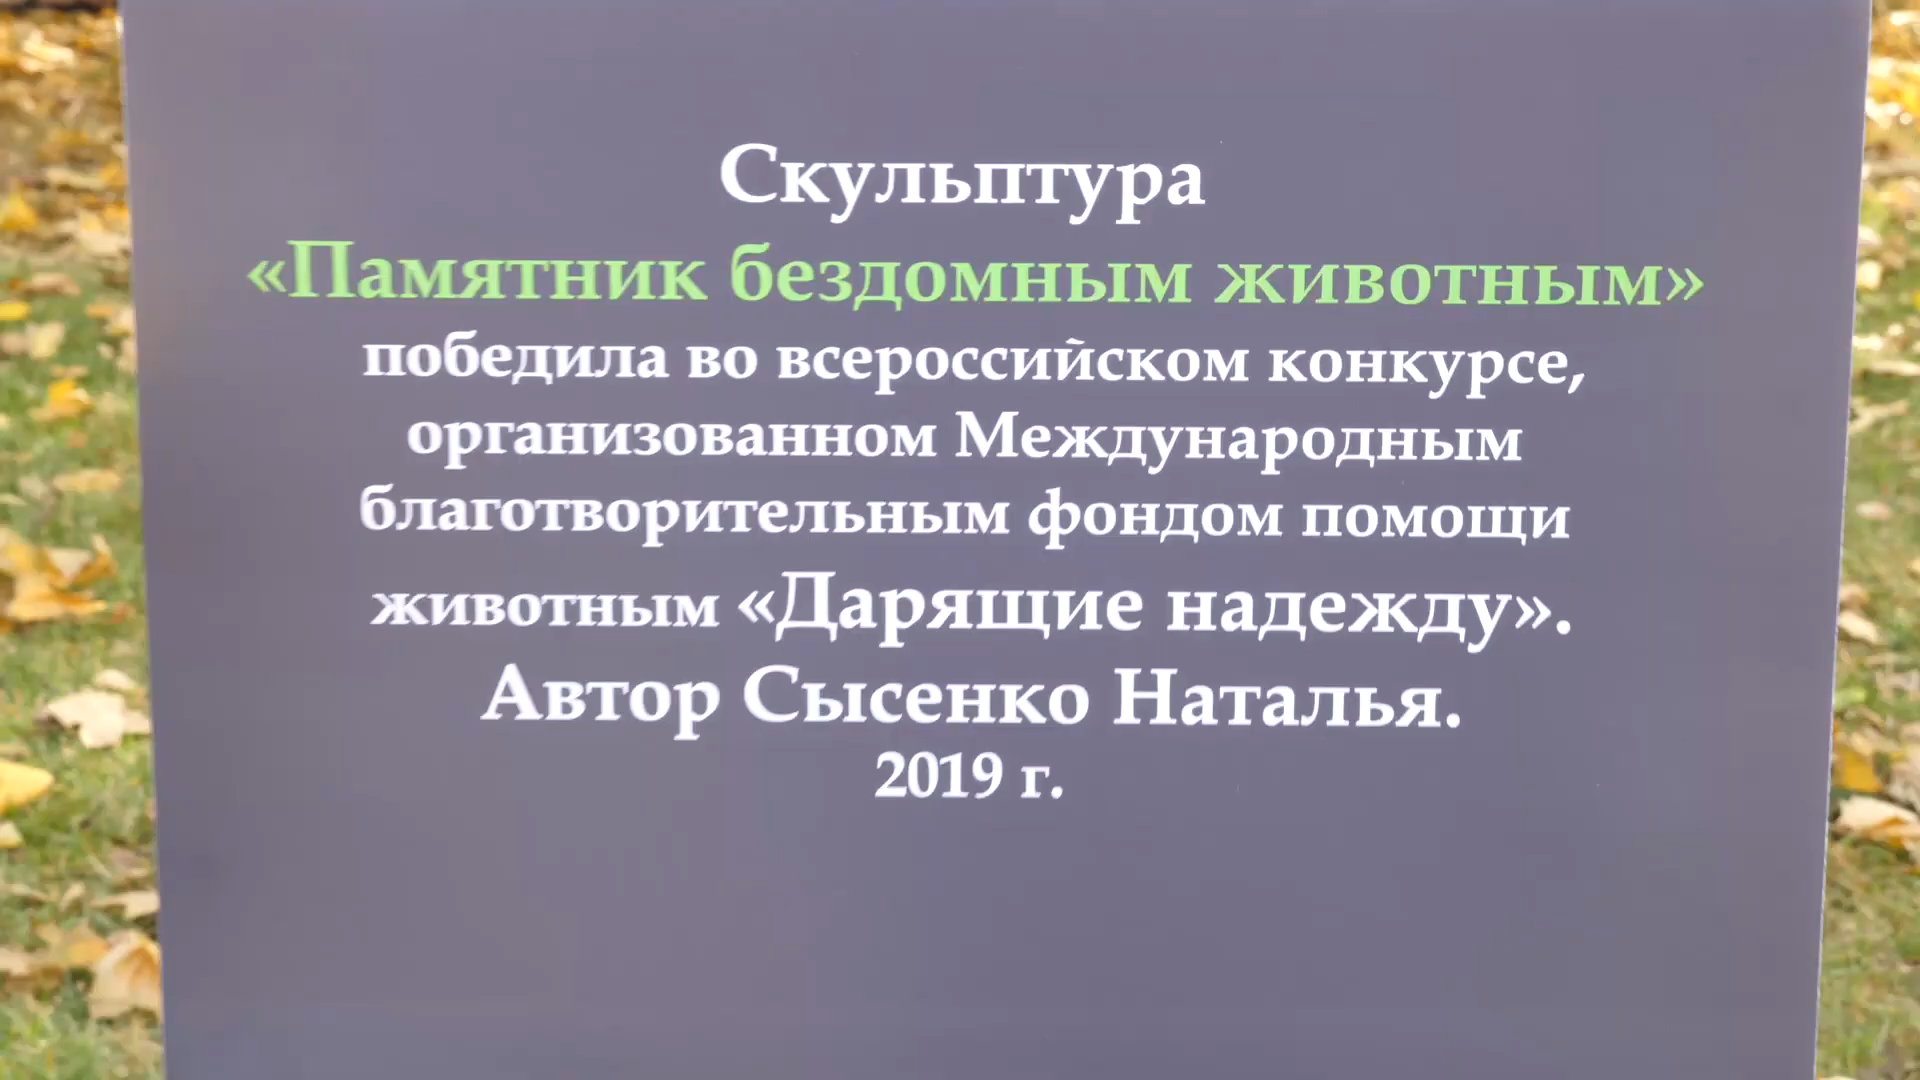 Скульптура
«Памятник бездомным животным»
победила во всероссийском конкурсе,
организованном Международным
благотворительным фондом помощи
животным «Дарящие надежду».
Автор Сысенко Наталья.
2019 г.